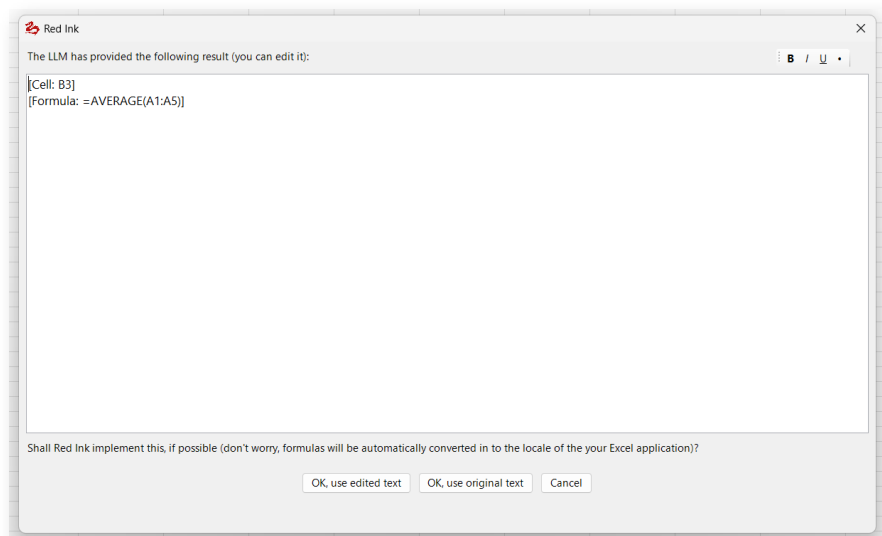 Red Ink
The LLM has provided the following result (you can edit it):
B I U
[Cell: B3]
[Formula: =AVERAGE(A1:A5)]
Shall Red Ink implement this, if possible (don't worry, formulas will be automatically converted in to the locale of the your Excel application)?
OK, use edited text OK, use original text Cancel